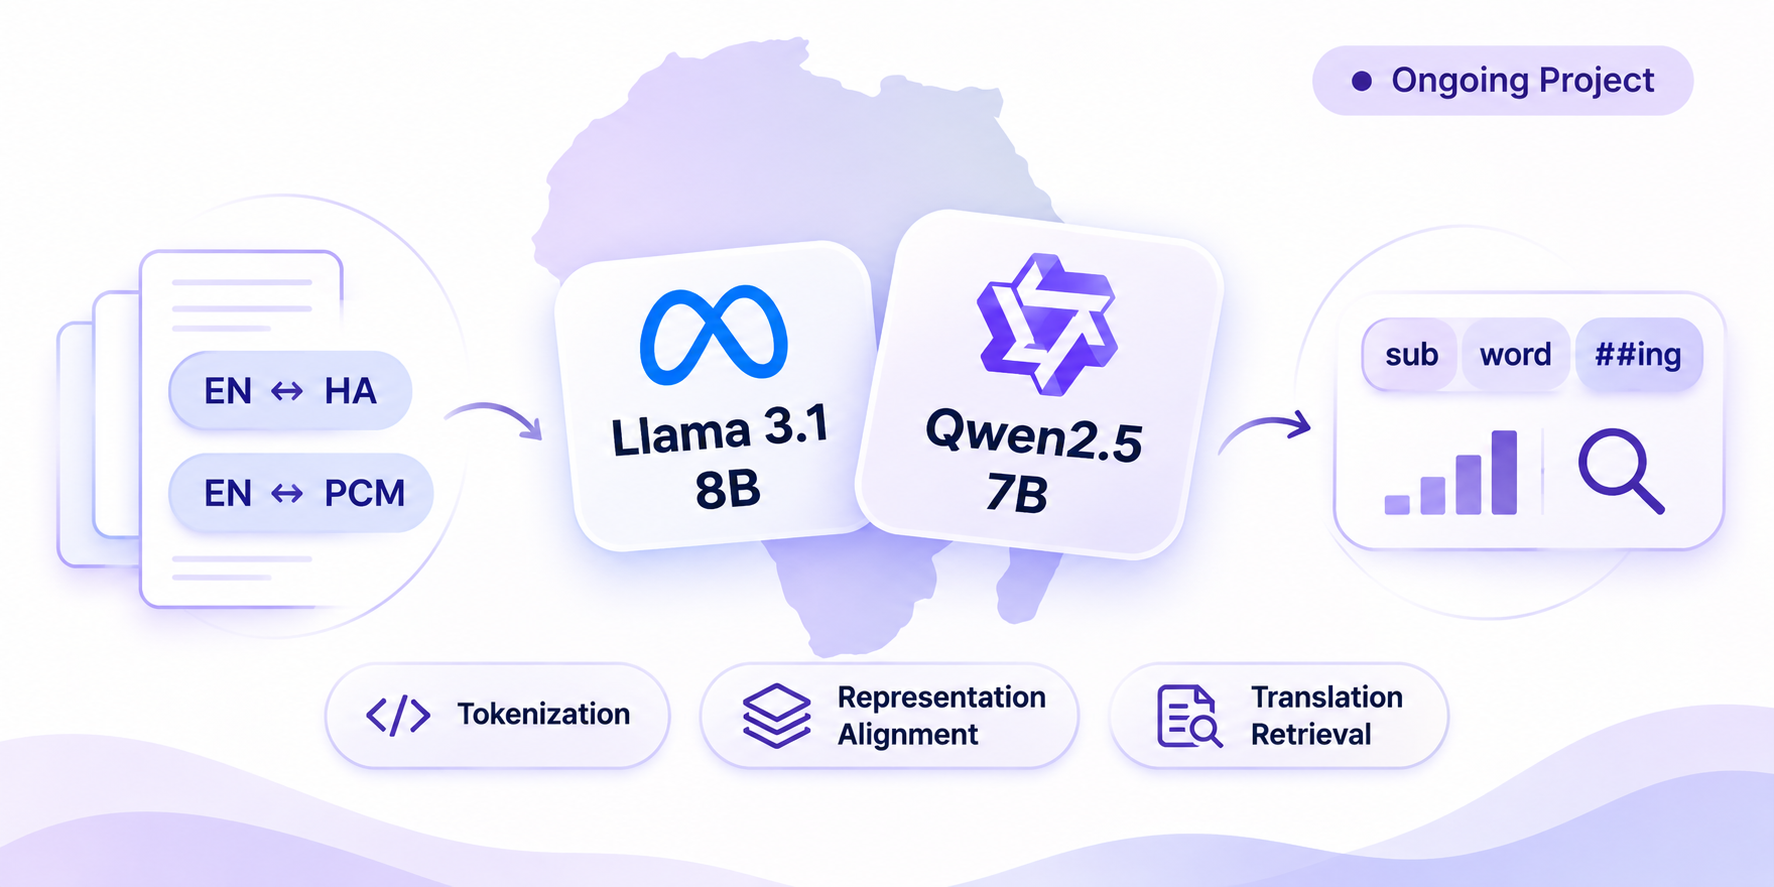 Ongoing Project
EN ↔ HA
EN ↔ PCM
Llama 3.1
8B
Qwen2.5
7B
sub word ##ing
</> Tokenization
Representation
Alignment
Translation
Retrieval